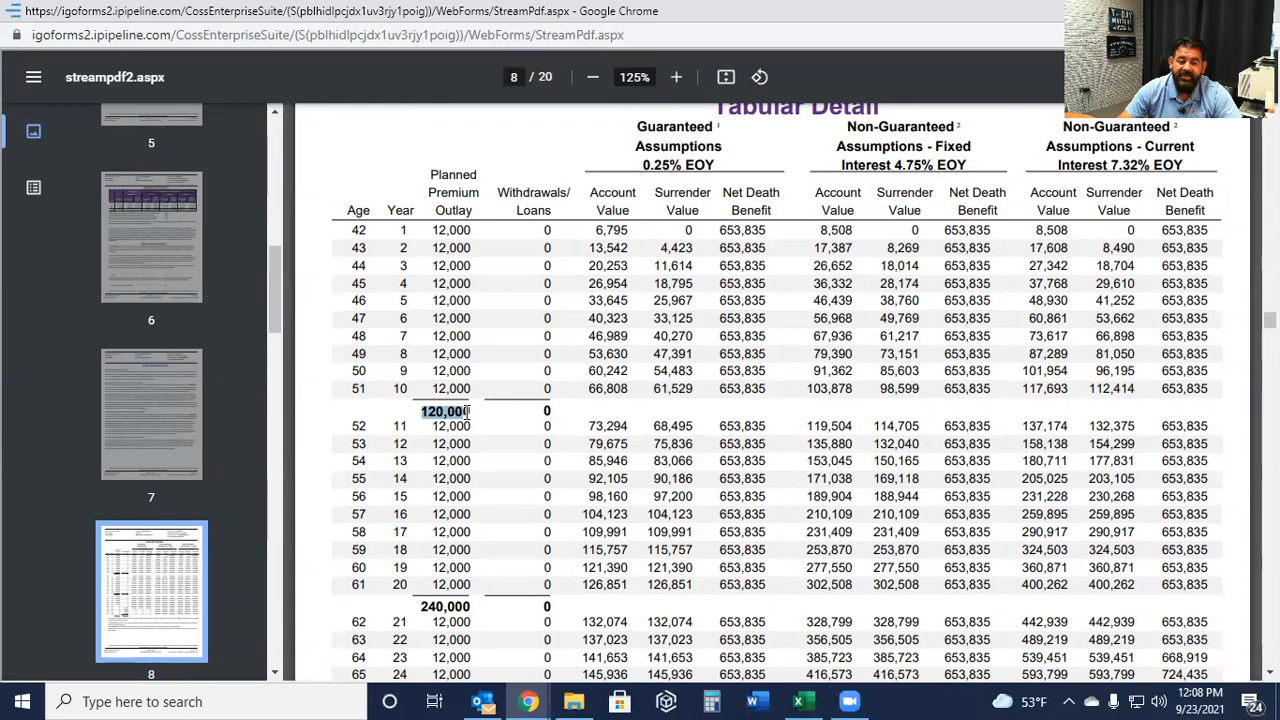 https://igoforms2.ipipeline.com/CossEnterpriseSuite/(S(pblhidlpcjdx1uv3rjy1poig))/WebForms/StreamPdf.aspx - Google Chrome
igoforms2.ipipeline.com/CossEnterpriseSuite/(S(pblhidlpcjdx1uv3rjy1poig))/WebForms/StreamPdf.aspx
streampdf2.aspx 8 / 20 125%
5
6
7
8
Tabular Detail
Guaranteed 1 Non-Guaranteed 2 Non-Guaranteed 2
Assumptions Assumptions - Fixed Assumptions - Current
0.25% EOY Interest 4.75% EOY Interest 7.32% EOY
Planned
Premium Withdrawals/ Account Surrender Net Death Account Surrender Net Death Account Surrender Net Death
Age Year Outlay Loans Value Value Benefit Value Value Benefit Value Value Benefit
42 1 12,000 0 6,795 0 653,835 8,508 0 653,835 8,508 0 653,835
43 2 12,000 0 13,542 4,423 653,835 17,387 8,269 653,835 17,608 8,490 653,835
44 3 12,000 0 20,253 11,614 653,835 26,652 18,014 653,835 27,342 18,704 653,835
45 4 12,000 0 26,954 18,795 653,835 36,332 28,174 653,835 37,768 29,610 653,835
46 5 12,000 0 33,645 25,967 653,835 46,439 38,760 653,835 48,930 41,252 653,835
47 6 12,000 0 40,323 33,125 653,835 56,968 49,769 653,835 60,861 53,662 653,835
48 7 12,000 0 46,989 40,270 653,835 67,936 61,217 653,835 73,617 66,898 653,835
49 8 12,000 0 53,630 47,391 653,835 79,390 73,151 653,835 87,289 81,050 653,835
50 9 12,000 0 60,242 54,483 653,835 91,362 85,603 653,835 101,954 96,195 653,835
51 10 12,000 0 66,808 61,529 653,835 103,878 98,599 653,835 117,693 112,414 653,835
120,000 0
52 11 12,000 0 73,294 68,495 653,835 119,504 114,705 653,835 137,174 132,375 653,835
53 12 12,000 0 79,675 75,836 653,835 135,880 132,040 653,835 158,138 154,299 653,835
54 13 12,000 0 85,946 83,066 653,835 153,045 150,165 653,835 180,711 177,831 653,835
55 14 12,000 0 92,105 90,186 653,835 171,038 169,118 653,835 205,025 203,105 653,835
56 15 12,000 0 98,160 97,200 653,835 189,904 188,944 653,835 231,228 230,268 653,835
57 16 12,000 0 104,123 104,123 653,835 210,109 210,109 653,835 259,895 259,895 653,835
58 17 12,000 0 109,991 109,991 653,835 231,409 231,409 653,835 290,917 290,917 653,835
59 18 12,000 0 115,757 115,757 653,835 253,870 253,870 653,835 324,503 324,503 653,835
60 19 12,000 0 121,390 121,390 653,835 277,550 277,550 653,835 360,871 360,871 653,835
61 20 12,000 0 126,851 126,851 653,835 302,508 302,508 653,835 400,262 400,262 653,835
240,000 0
62 21 12,000 0 132,074 132,074 653,835 328,799 328,799 653,835 442,939 442,939 653,835
63 22 12,000 0 137,023 137,023 653,835 356,505 356,505 653,835 489,219 489,219 653,835
64 23 12,000 0 141,653 141,653 653,835 385,723 385,723 653,835 539,451 539,451 668,919
65 24 12,000 0 145,936 145,936 653,835 416,573 416,573 653,835 593,799 593,799 724,435
Type here to search 53°F 12:08 PM
9/23/2021 24